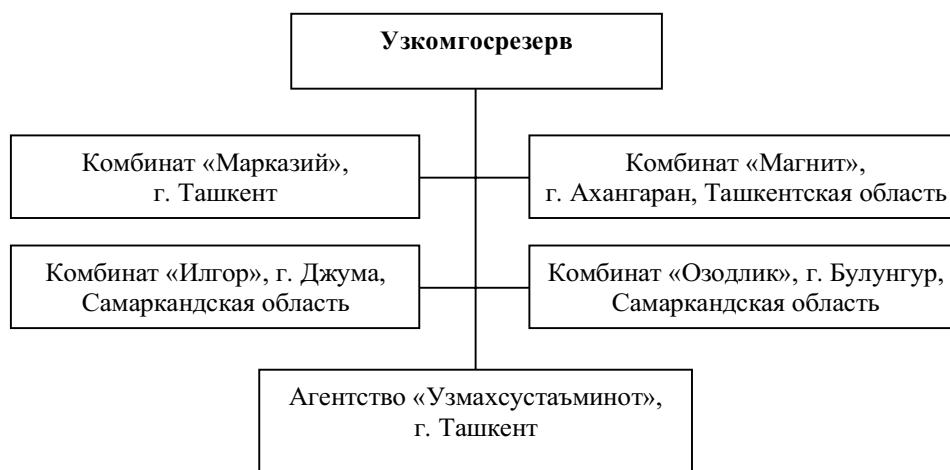 Узкомгосрезерв
Комбинат «Марказий»,
г. Ташкент
Комбинат «Магнит»,
г. Ахангаран, Ташкентская область
Комбинат «Илгор», г. Джума,
Самаркандская область
Комбинат «Озодлик», г. Булунгур,
Самаркандская область
Агентство «Узмахсустаъминот»,
г. Ташкент